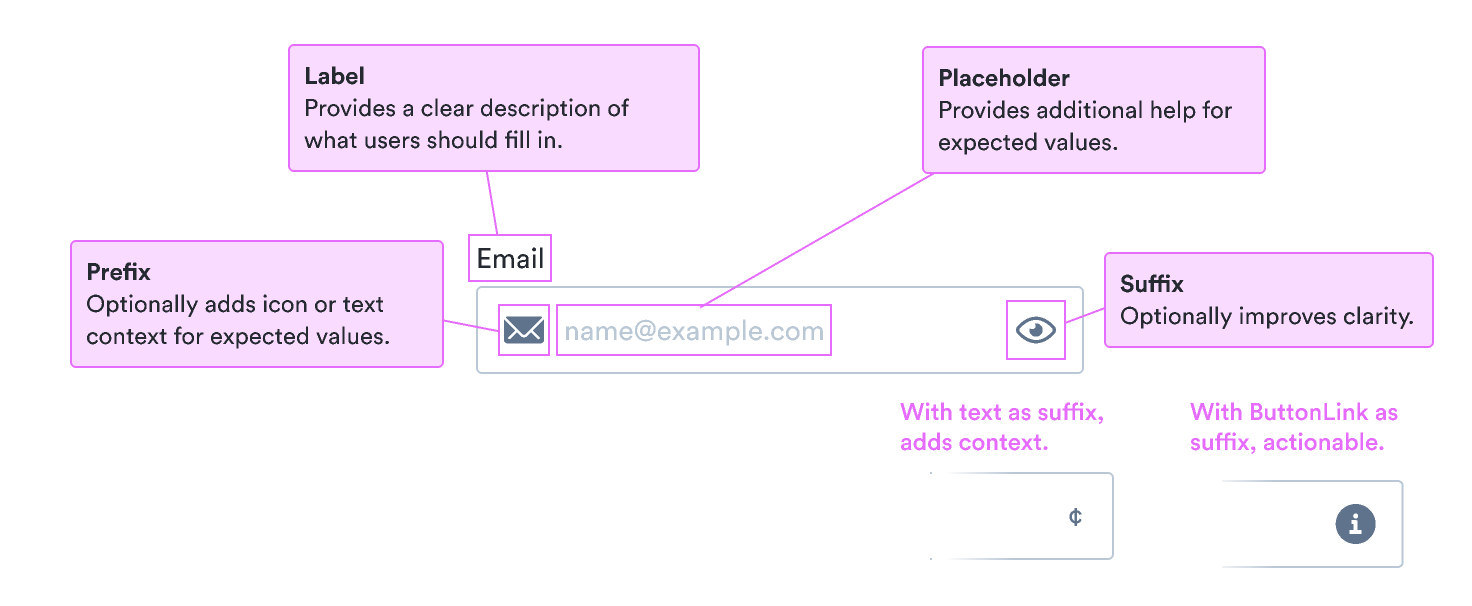 Label
Provides a clear description of
what users should fill in.
Placeholder
Provides additional help for
expected values.
Prefix
Optionally adds icon or text
context for expected values.
Email
name@example.com
Suffix
Optionally improves clarity.
With text as suffix,
adds context.
¢
With ButtonLink as
suffix, actionable.
i